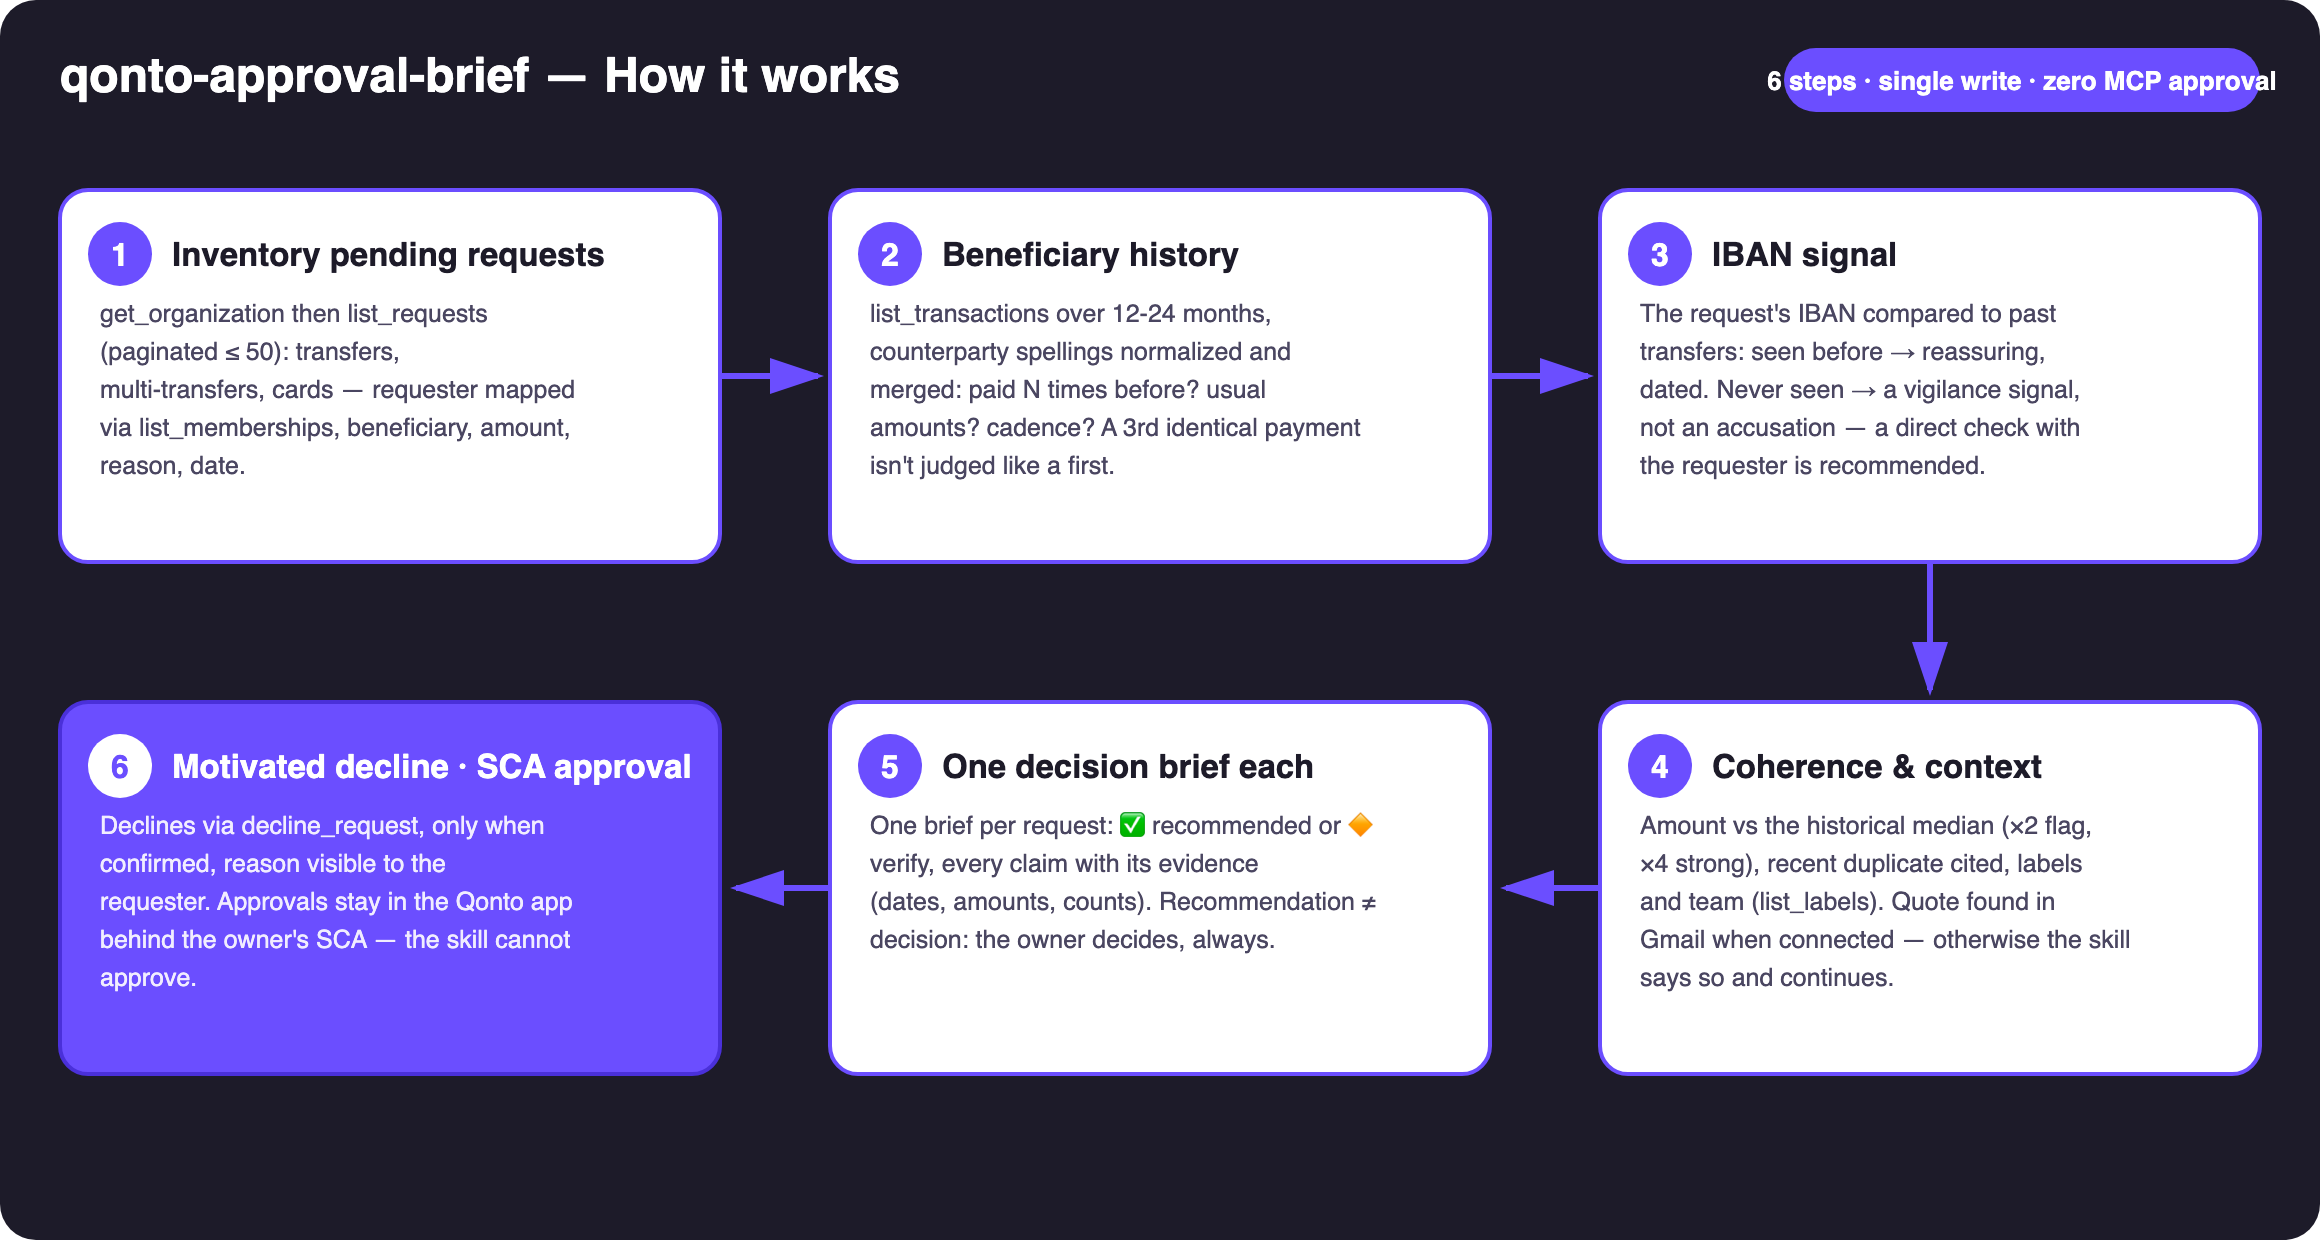 qonto-approval-brief — How it works
6 steps · single write · zero MCP approval
1 Inventory pending requests
get_organization then list_requests
(paginated ≤ 50): transfers,
multi-transfers, cards — requester mapped
via list_memberships, beneficiary, amount,
reason, date.
2 Beneficiary history
list_transactions over 12-24 months,
counterparty spellings normalized and
merged: paid N times before? usual
amounts? cadence? A 3rd identical payment
isn't judged like a first.
3 IBAN signal
The request's IBAN compared to past
transfers: seen before → reassuring,
dated. Never seen → a vigilance signal,
not an accusation — a direct check with
the requester is recommended.
4 Coherence & context
Amount vs the historical median (×2 flag,
×4 strong), recent duplicate cited, labels
and team (list_labels). Quote found in
Gmail when connected — otherwise the skill
says so and continues.
5 One decision brief each
One brief per request: ✅ recommended or 🔶
verify, every claim with its evidence
(dates, amounts, counts). Recommendation ≠
decision: the owner decides, always.
6 Motivated decline · SCA approval
Declines via decline_request, only when
confirmed, reason visible to the
requester. Approvals stay in the Qonto app
behind the owner's SCA — the skill cannot
approve.